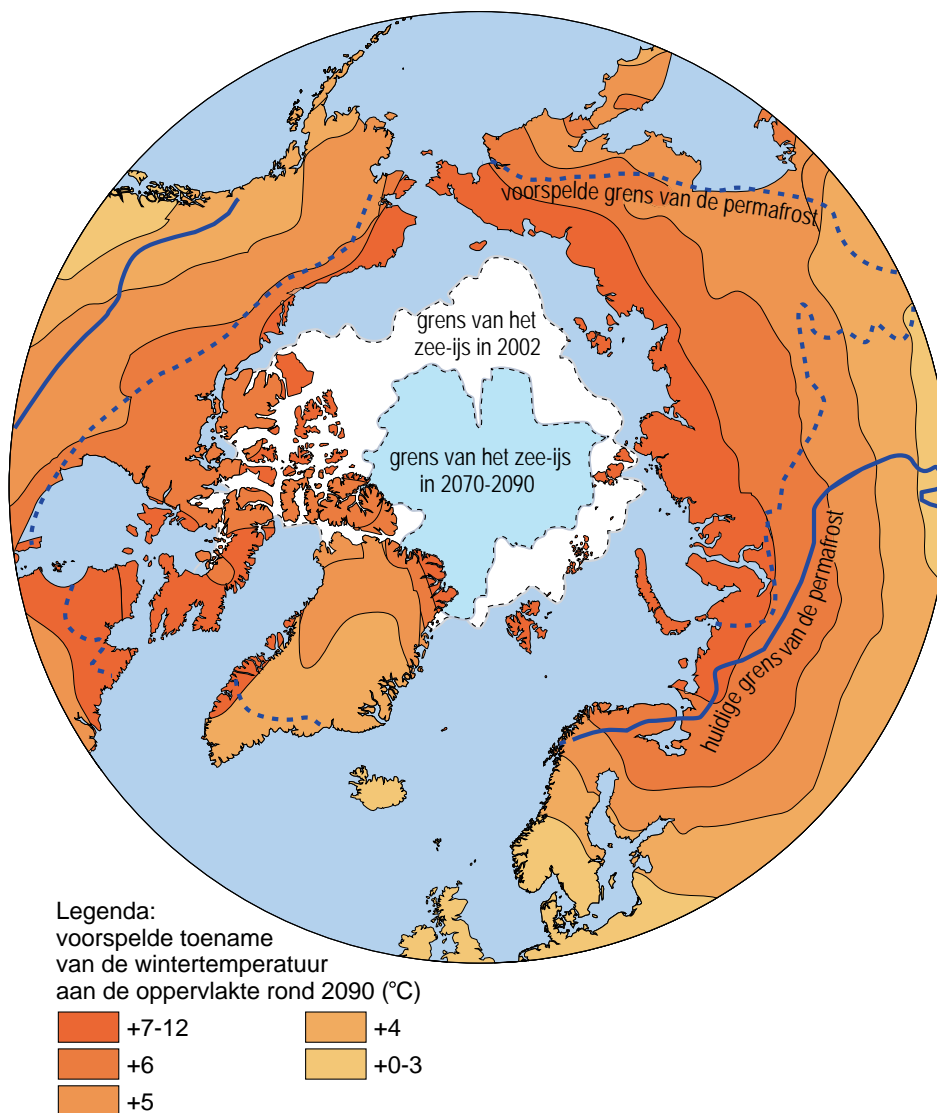 voorspelde grens van de permafrost
grens van het
zee-ijs in 2002
grens van het zee-ijs
in 2070-2090
huidige grens van de permafrost
Legenda:
voorspelde toename
van de wintertemperatuur
aan de oppervlakte rond 2090 (°C)
+7-12
+6
+5
+4
+0-3